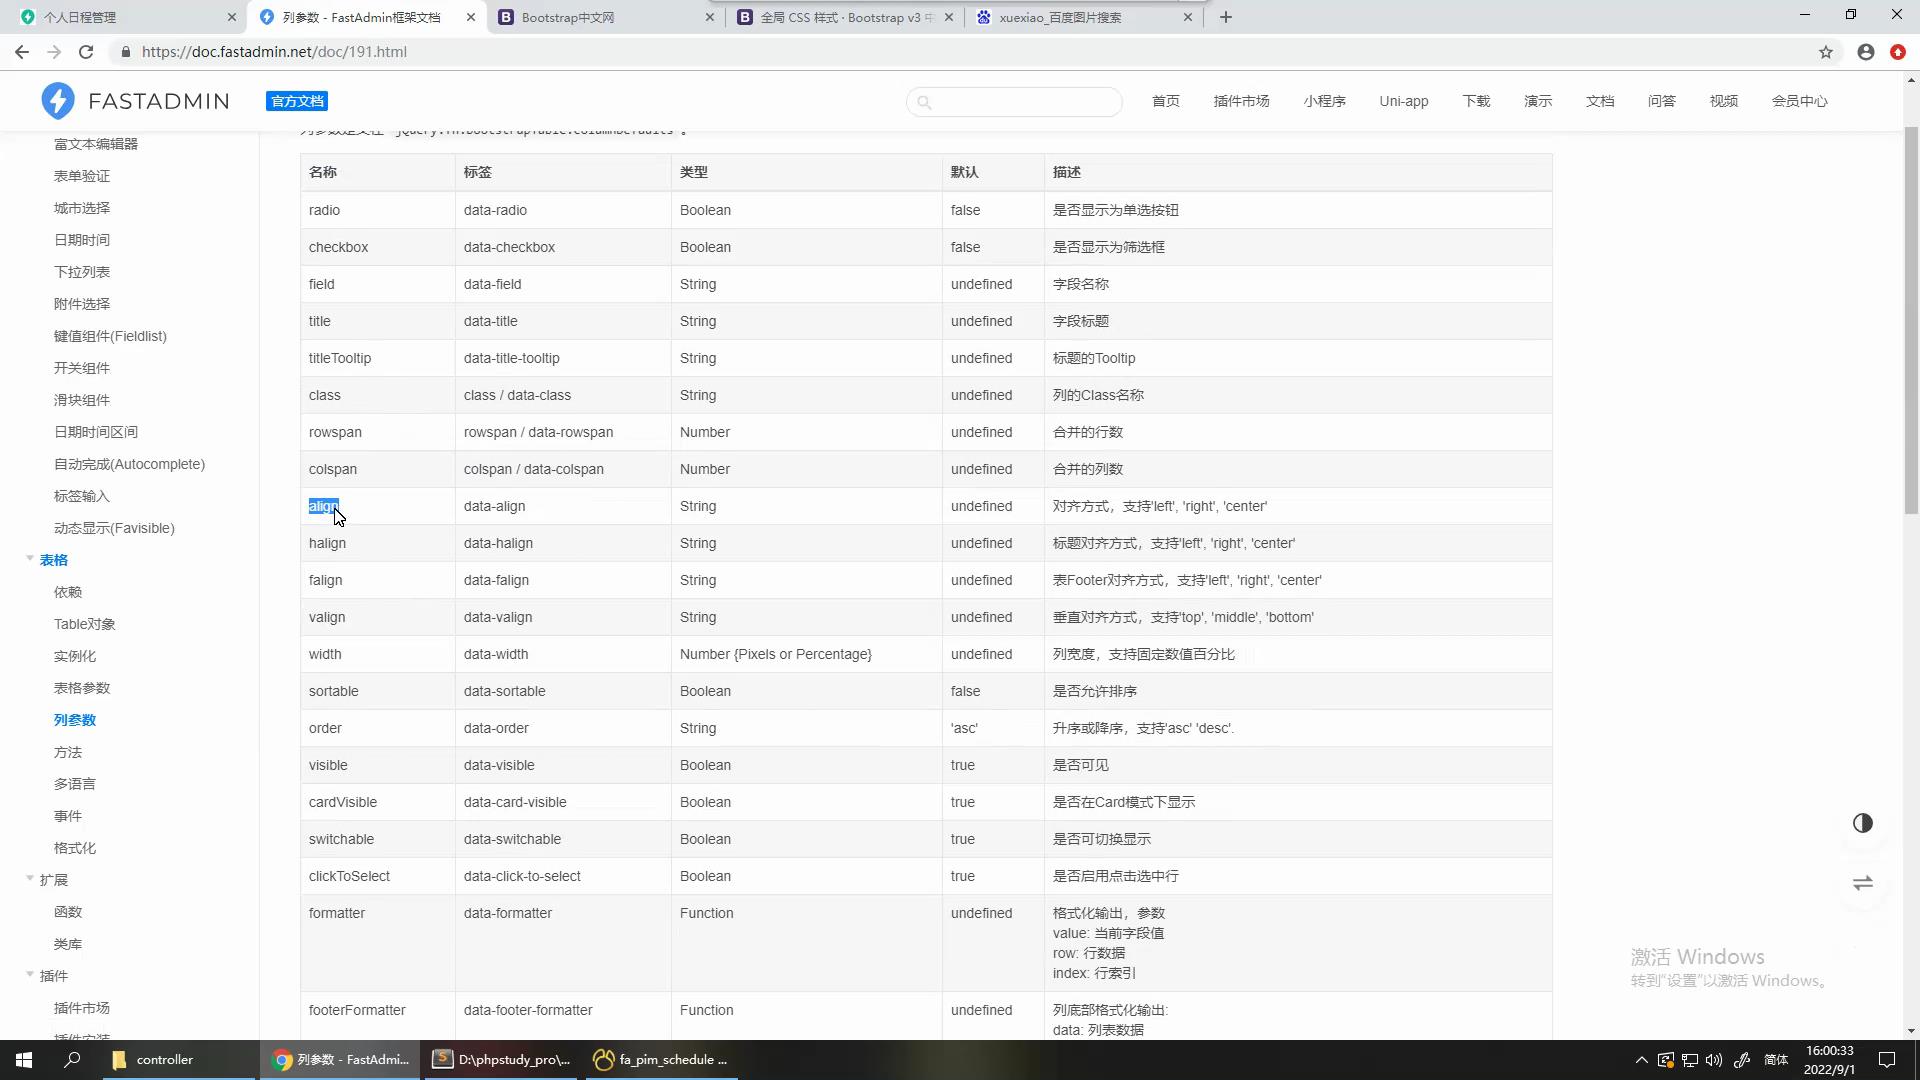 个人日程管理
列参数 - FastAdmin框架文档
Bootstrap中文网
全局 CSS 样式 · Bootstrap v3 中
xuexiao_百度图片搜索
https://doc.fastadmin.net/doc/191.html
FASTADMIN
官方文档
首页 插件市场 小程序 Uni-app 下载 演示 文档 问答 视频 会员中心
富文本编辑器
表单验证
城市选择
日期时间
下拉列表
附件选择
键值组件(Fieldlist)
开关组件
滑块组件
日期时间区间
自动完成(Autocomplete)
标签输入
动态显示(Favisible)
表格
依赖
Table对象
实例化
表格参数
列参数
方法
多语言
事件
格式化
扩展
函数
类库
插件
插件市场
名称 标签 类型 默认 描述
radio data-radio Boolean false 是否显示为单选按钮
checkbox data-checkbox Boolean false 是否显示为筛选框
field data-field String undefined 字段名称
title data-title String undefined 字段标题
titleTooltip data-title-tooltip String undefined 标题的Tooltip
class class / data-class String undefined 列的Class名称
rowspan rowspan / data-rowspan Number undefined 合并的行数
colspan colspan / data-colspan Number undefined 合并的列数
align data-align String undefined 对齐方式，支持'left', 'right', 'center'
halign data-halign String undefined 标题对齐方式，支持'left', 'right', 'center'
falign data-falign String undefined 表Footer对齐方式，支持'left', 'right', 'center'
valign data-valign String undefined 垂直对齐方式，支持'top', 'middle', 'bottom'
width data-width Number {Pixels or Percentage} undefined 列宽度，支持固定数值百分比
sortable data-sortable Boolean false 是否允许排序
order data-order String 'asc' 升序或降序，支持'asc' 'desc'.
visible data-visible Boolean true 是否可见
cardVisible data-card-visible Boolean true 是否在Card模式下显示
switchable data-switchable Boolean true 是否可切换显示
clickToSelect data-click-to-select Boolean true 是否启用点击选中行
formatter data-formatter Function undefined 格式化输出，参数
value: 当前字段值
row: 行数据
index: 行索引
footerFormatter data-footer-formatter Function undefined 列底部格式化输出:
data: 列表数据
激活 Windows
转到"设置"以激活 Windows。
controller
列参数 - FastAdmi...
D:\phpstudy_pro\...
fa_pim_schedule ...
简体
16:00:33
2022/9/1